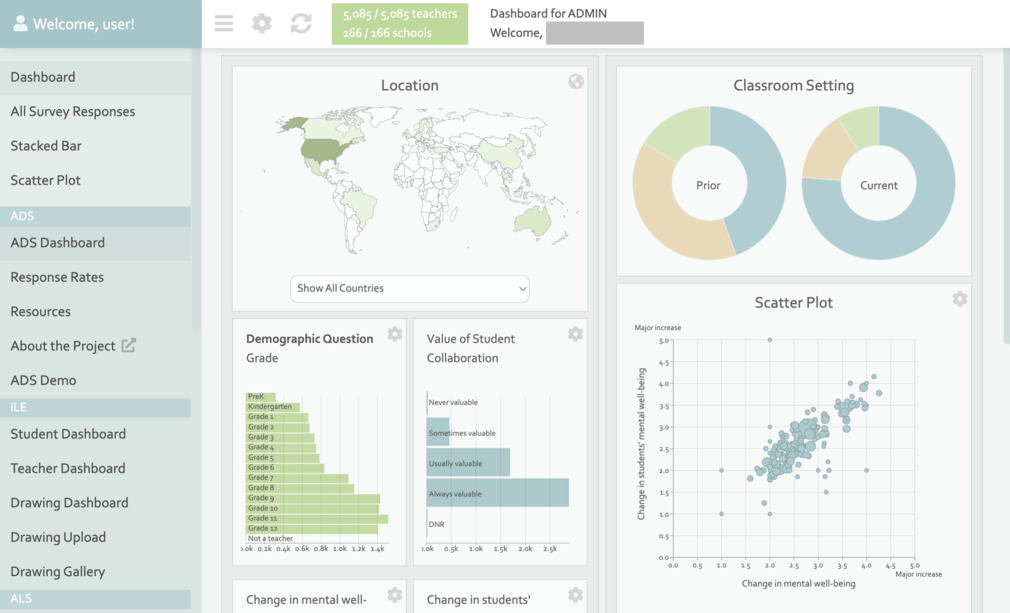 Welcome, user!
5,085 / 5,085 teachers
166 / 166 schools
Dashboard for ADMIN
Welcome,
Dashboard
All Survey Responses
Stacked Bar
Scatter Plot
ADS
ADS Dashboard
Response Rates
Resources
About the Project
ADS Demo
iLE
Student Dashboard
Teacher Dashboard
Drawing Dashboard
Drawing Upload
Drawing Gallery
ALS
Location
Show All Countries
Classroom Setting
Prior
Current
Demographic Question
Grade
PreK
Kindergarten
Grade 1
Grade 2
Grade 3
Grade 4
Grade 5
Grade 6
Grade 7
Grade 8
Grade 9
Grade 10
Grade 11
Grade 12
Not a teacher
0.0k 0.2k 0.4k 0.6k 0.8k 1.0k 1.2k 1.4k
Value of Student
Collaboration
Never valuable
Sometimes valuable
Usually valuable
Always valuable
DNR
0.0k 0.5k 1.0k 1.5k 2.0k 2.5k
Scatter Plot
Major increase
Change in students' mental well-being
5.0
4.5
4.0
3.5
3.0
2.5
2.0
1.5
1.0
0.5
0.0
0.0 0.5 1.0 1.5 2.0 2.5 3.0 3.5 4.0 4.5 5.0
Major increase
Change in mental well-being
Change in mental well-
Change in students'